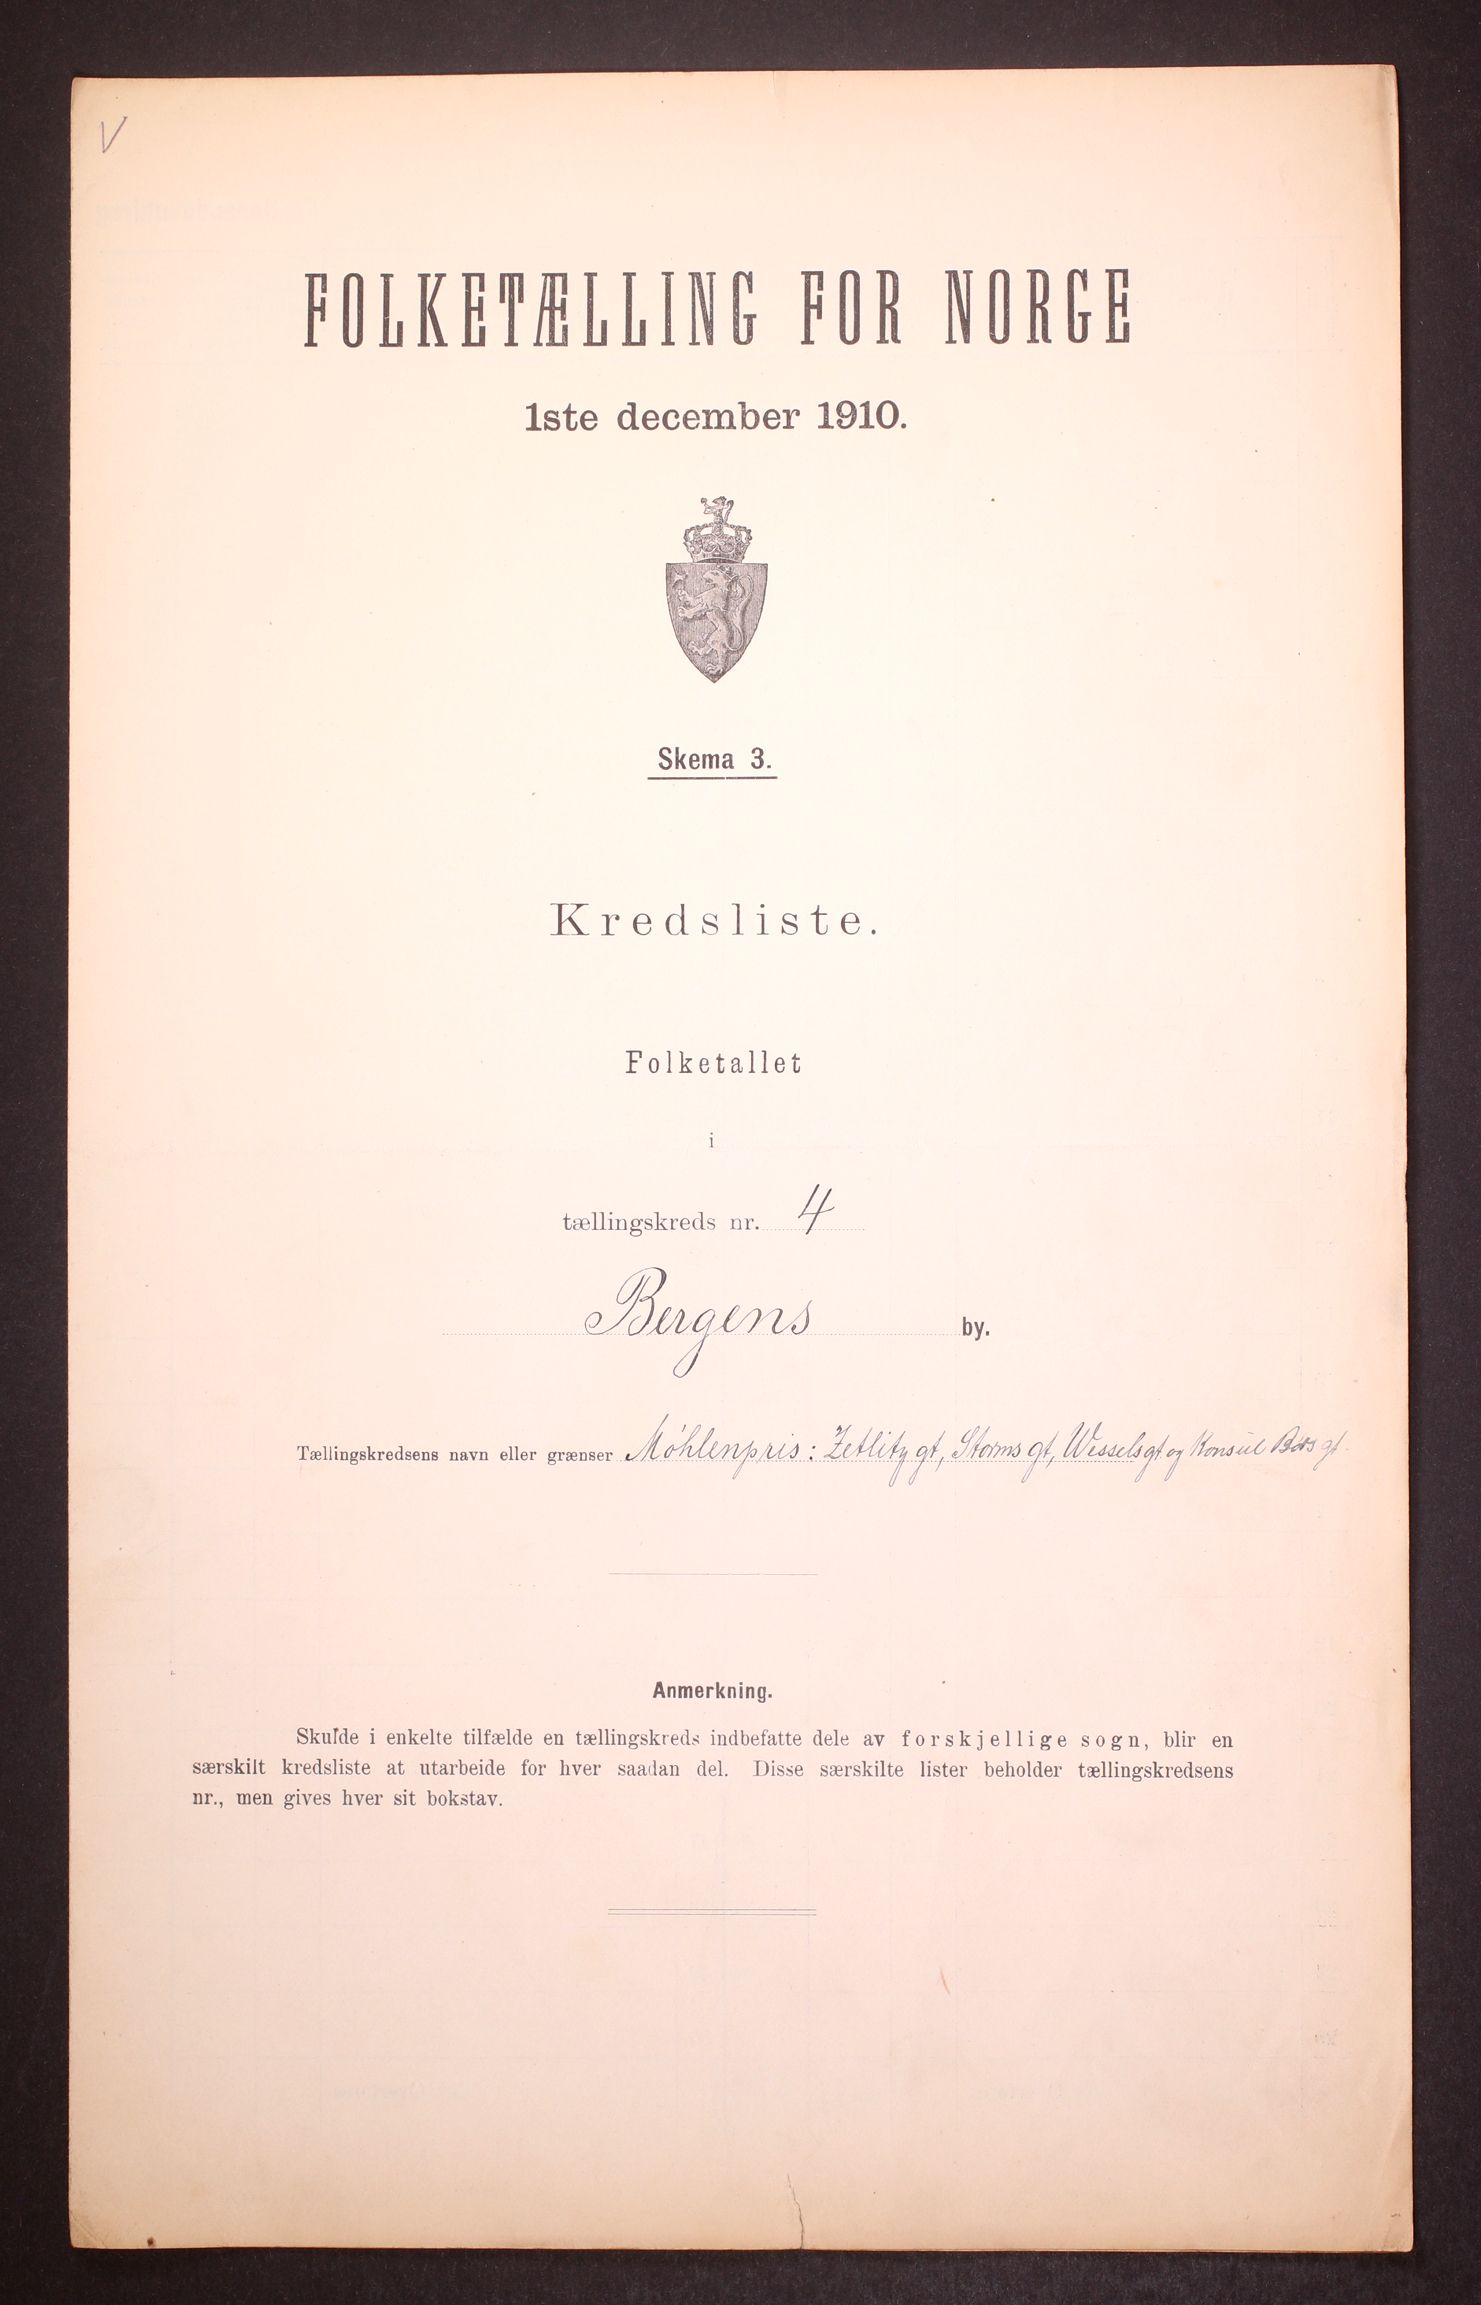 V
FOLKETÆLLING FOR NORGE
1ste december 1910.
Skema 3.
Kredsliste.
Folketallet
i
tællingskreds nr. 4
Bergens by.
Tællingskredsens navn eller grænser Møhlenpris: Zetlitz gt, Storms gt, Wesselsgt og Konsul Børs gt.
Anmerkning.
Skulde i enkelte tilfælde en tællingskreds indbefatte dele av forskjellige sogn, blir en
særskilt kredsliste at utarbeide for hver saadan del. Disse særskilte lister beholder tællingskredsens
nr., men gives hver sit bokstav.